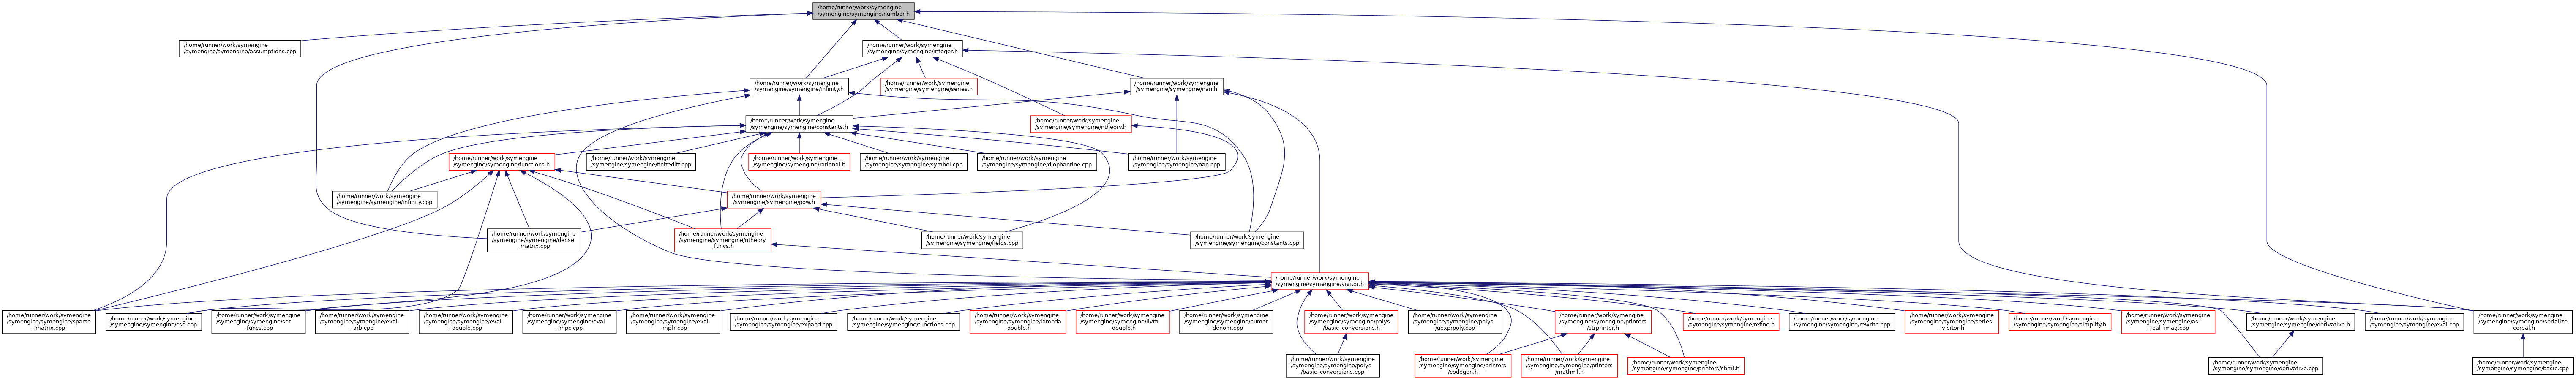 /home/runner/work/symengine
/symengine/symengine/number.h
/home/runner/work/symengine
/symengine/symengine/assumptions.cpp
/home/runner/work/symengine
/symengine/symengine/integer.h
/home/runner/work/symengine
/symengine/symengine/infinity.h
/home/runner/work/symengine
/symengine/symengine/series.h
/home/runner/work/symengine
/symengine/symengine/nan.h
/home/runner/work/symengine
/symengine/symengine/constants.h
/home/runner/work/symengine
/symengine/symengine/ntheory.h
/home/runner/work/symengine
/symengine/symengine/functions.h
/home/runner/work/symengine
/symengine/symengine/finitediff.cpp
/home/runner/work/symengine
/symengine/symengine/rational.h
/home/runner/work/symengine
/symengine/symengine/symbol.cpp
/home/runner/work/symengine
/symengine/symengine/diophantine.cpp
/home/runner/work/symengine
/symengine/symengine/nan.cpp
/home/runner/work/symengine
/symengine/symengine/infinity.cpp
/home/runner/work/symengine
/symengine/symengine/pow.h
/home/runner/work/symengine
/symengine/symengine/dense
_matrix.cpp
/home/runner/work/symengine
/symengine/symengine/ntheory
_funcs.h
/home/runner/work/symengine
/symengine/symengine/fields.cpp
/home/runner/work/symengine
/symengine/symengine/constants.cpp
/home/runner/work/symengine
/symengine/symengine/visitor.h
/home/runner/work/symengine
/symengine/symengine/sparse
_matrix.cpp
/home/runner/work/symengine
/symengine/symengine/cse.cpp
/home/runner/work/symengine
/symengine/symengine/set
_funcs.cpp
/home/runner/work/symengine
/symengine/symengine/eval
_arb.cpp
/home/runner/work/symengine
/symengine/symengine/eval
_double.cpp
/home/runner/work/symengine
/symengine/symengine/eval
_mpc.cpp
/home/runner/work/symengine
/symengine/symengine/eval
_mpfr.cpp
/home/runner/work/symengine
/symengine/symengine/expand.cpp
/home/runner/work/symengine
/symengine/symengine/functions.cpp
/home/runner/work/symengine
/symengine/symengine/lambda
_double.h
/home/runner/work/symengine
/symengine/symengine/llvm
_double.h
/home/runner/work/symengine
/symengine/symengine/numer
_denom.cpp
/home/runner/work/symengine
/symengine/symengine/polys
/basic_conversions.h
/home/runner/work/symengine
/symengine/symengine/polys
/uexprpoly.cpp
/home/runner/work/symengine
/symengine/symengine/printers
/strprinter.h
/home/runner/work/symengine
/symengine/symengine/refine.h
/home/runner/work/symengine
/symengine/symengine/rewrite.cpp
/home/runner/work/symengine
/symengine/symengine/series
_visitor.h
/home/runner/work/symengine
/symengine/symengine/simplify.h
/home/runner/work/symengine
/symengine/symengine/as
_real_imag.cpp
/home/runner/work/symengine
/symengine/symengine/derivative.h
/home/runner/work/symengine
/symengine/symengine/eval.cpp
/home/runner/work/symengine
/symengine/symengine/serialize
-cereal.h
/home/runner/work/symengine
/symengine/symengine/polys
/basic_conversions.cpp
/home/runner/work/symengine
/symengine/symengine/printers
/codegen.h
/home/runner/work/symengine
/symengine/symengine/printers
/mathml.h
/home/runner/work/symengine
/symengine/symengine/printers/sbml.h
/home/runner/work/symengine
/symengine/symengine/derivative.cpp
/home/runner/work/symengine
/symengine/symengine/basic.cpp